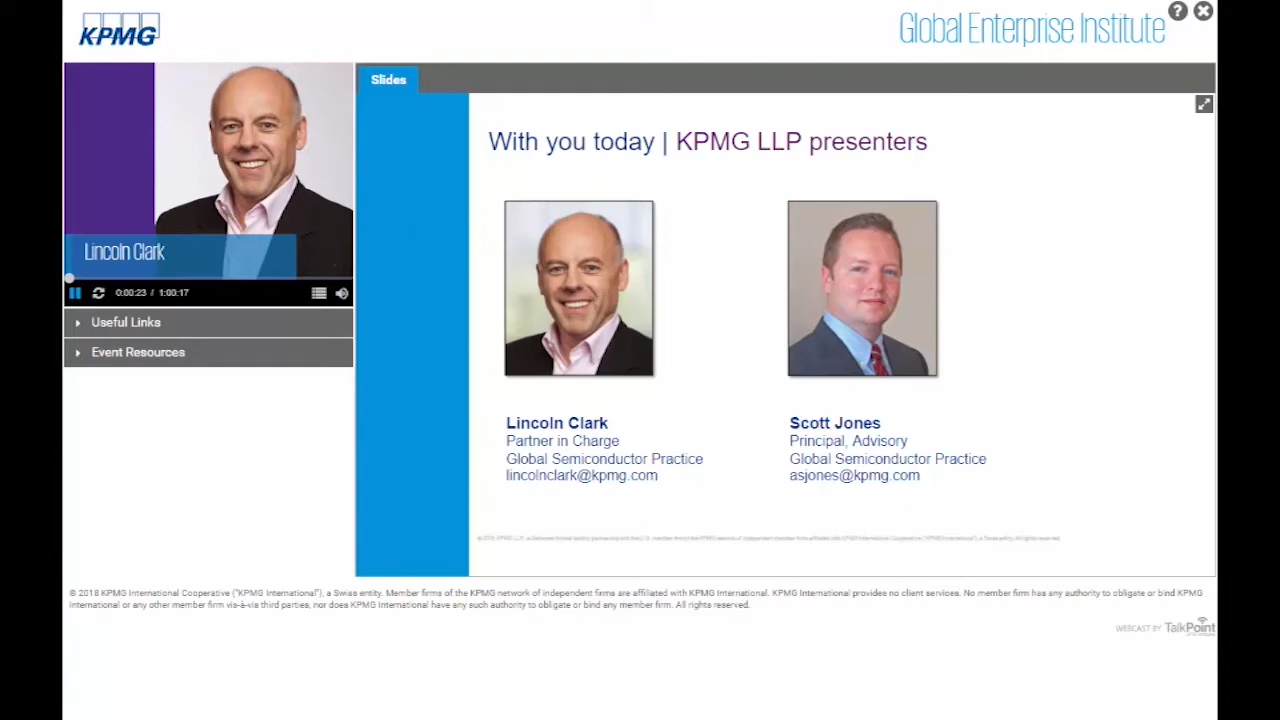 KPMG
Global Enterprise Institute
Lincoln Clark
0:00:23 / 1:00:17
Useful Links
Event Resources
Slides
With you today | KPMG LLP presenters
Lincoln Clark
Partner in Charge
Global Semiconductor Practice
lincolnclark@kpmg.com
Scott Jones
Principal, Advisory
Global Semiconductor Practice
asjones@kpmg.com
© 2018 KPMG International Cooperative ("KPMG International"), a Swiss entity. Member firms of the KPMG network of independent firms are affiliated with KPMG International. KPMG International provides no client services. No member firm has any authority to obligate or bind KPMG
International or any other member firm vis-à-vis third parties, nor does KPMG International have any such authority to obligate or bind any member firm. All rights reserved.
WEBCAST BY TalkPoint